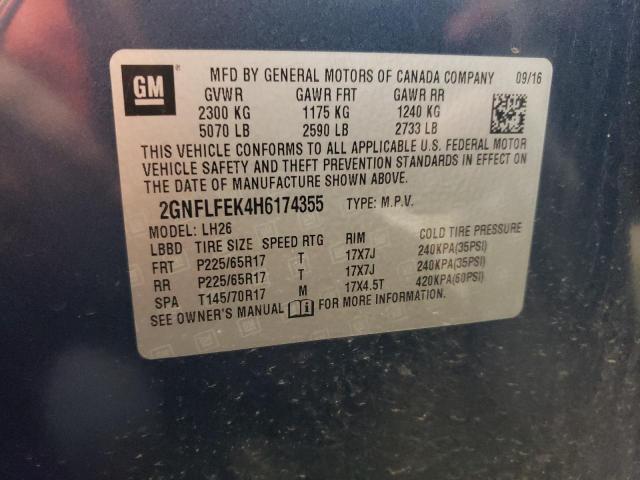 GM ® MFD BY GENERAL MOTORS OF CANADA COMPANY 09/16
GVWR GAWR FRT GAWR RR
2300 KG 1175 KG 1240 KG
5070 LB 2590 LB 2733 LB
THIS VEHICLE CONFORMS TO ALL APPLICABLE U.S. FEDERAL MOTOR
VEHICLE SAFETY AND THEFT PREVENTION STANDARDS IN EFFECT ON
THE DATE OF MANUFACTURE SHOWN ABOVE.
2GNFLFEK4H6174355 TYPE: M.P.V.
MODEL: LH26
LBBD TIRE SIZE SPEED RTG RIM COLD TIRE PRESSURE
FRT P225/65R17 T 17X7J 240KPA(35PSI)
RR P225/65R17 T 17X7J 240KPA(35PSI)
SPA T145/70R17 M 17X4.5T 420KPA(60PSI)
SEE OWNER'S MANUAL FOR MORE INFORMATION.